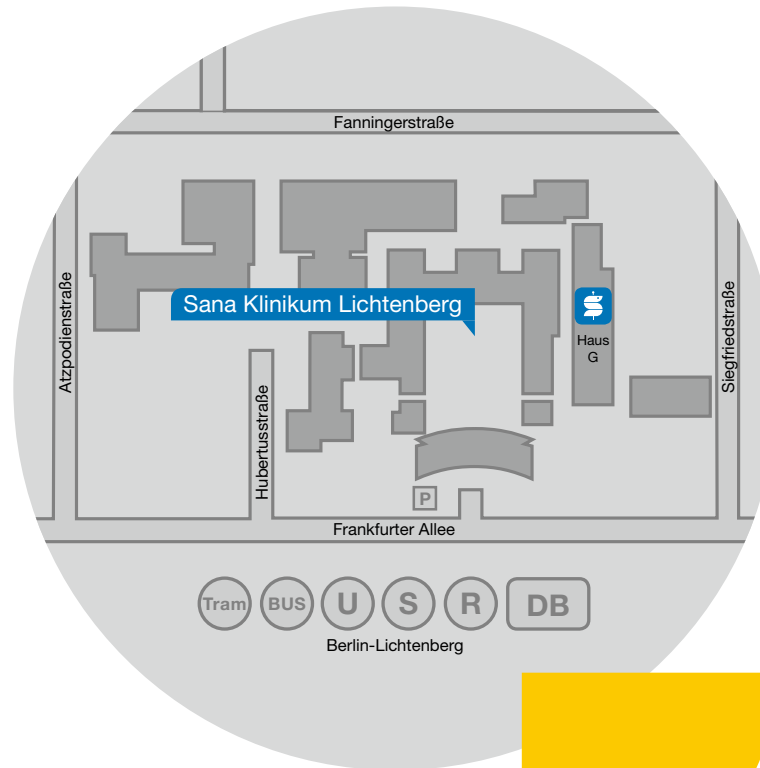 Fanningerstraße
Atzpodienstraße
Sana Klinikum Lichtenberg
Haus
G
Siegfriedstraße
Hubertusstraße
P
Frankfurter Allee
Tram BUS U S R DB
Berlin-Lichtenberg